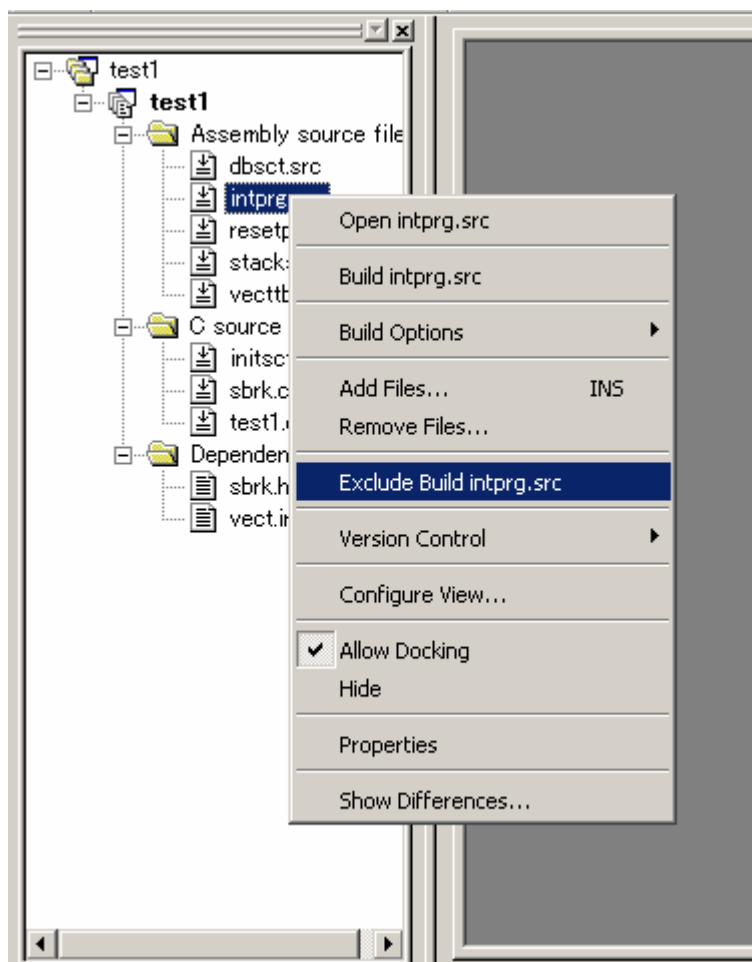 test1
test1
Assembly source file
dbsct.src
intprg
resetp
stack
vecttb
C source
initsct
sbrk.c
test1.
Dependen
sbrk.h
vect.in
Open intprg.src
Build intprg.src
Build Options
Add Files... INS
Remove Files...
Exclude Build intprg.src
Version Control
Configure View...
Allow Docking
Hide
Properties
Show Differences...